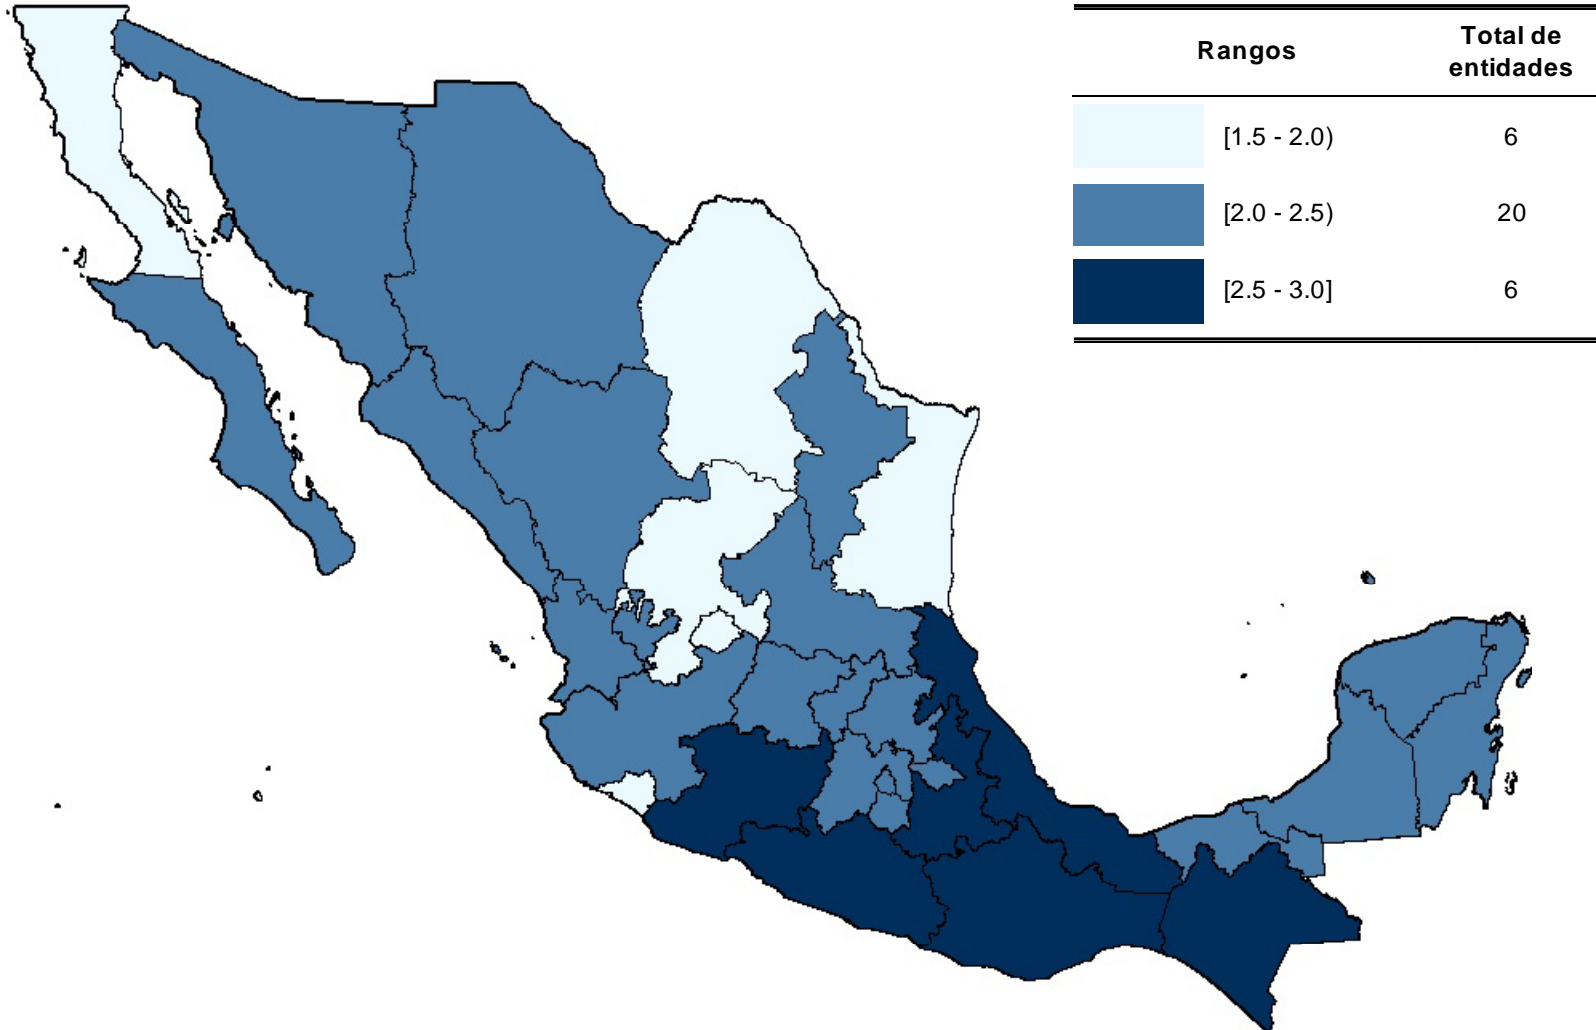 Rangos
Total de
entidades
[1.5 - 2.0) 6
[2.0 - 2.5) 20
[2.5 - 3.0] 6